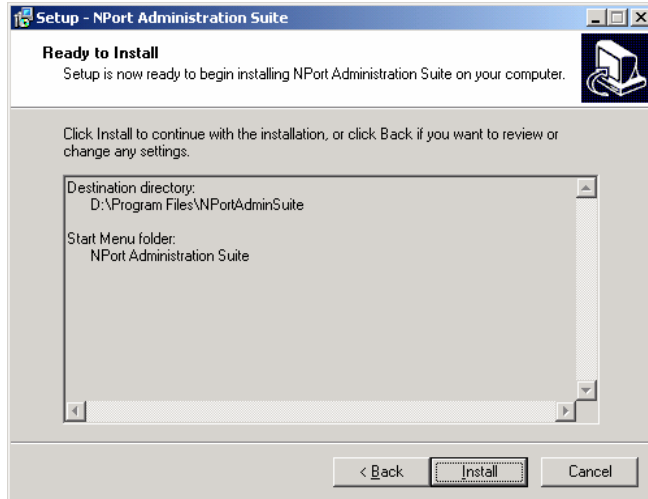 Setup - NPort Administration Suite
Ready to Install
Setup is now ready to begin installing NPort Administration Suite on your computer.
Click Install to continue with the installation, or click Back if you want to review or
change any settings.
Destination directory:
D:\Program Files\NPortAdminSuite
Start Menu folder:
NPort Administration Suite
< Back
Install
Cancel